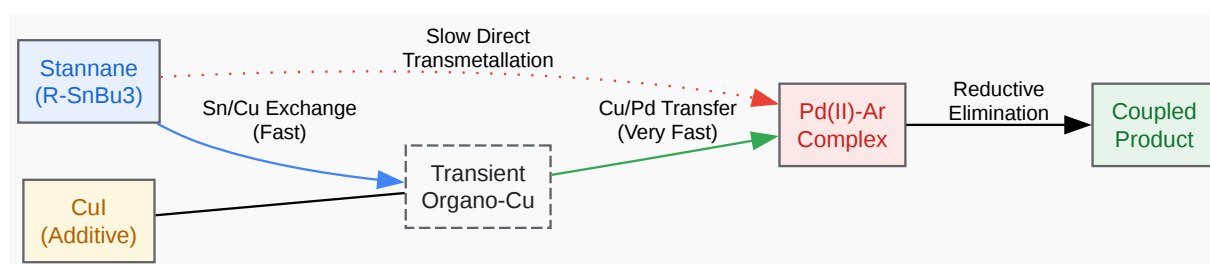 Slow Direct
Transmetallation
Stannane
(R-SnBu3)
Sn/Cu Exchange
(Fast)
Cu/Pd Transfer
(Very Fast)
Pd(II)-Ar
Complex
Reductive
Elimination
Coupled
Product
Transient
Organo-Cu
CuI
(Additive)